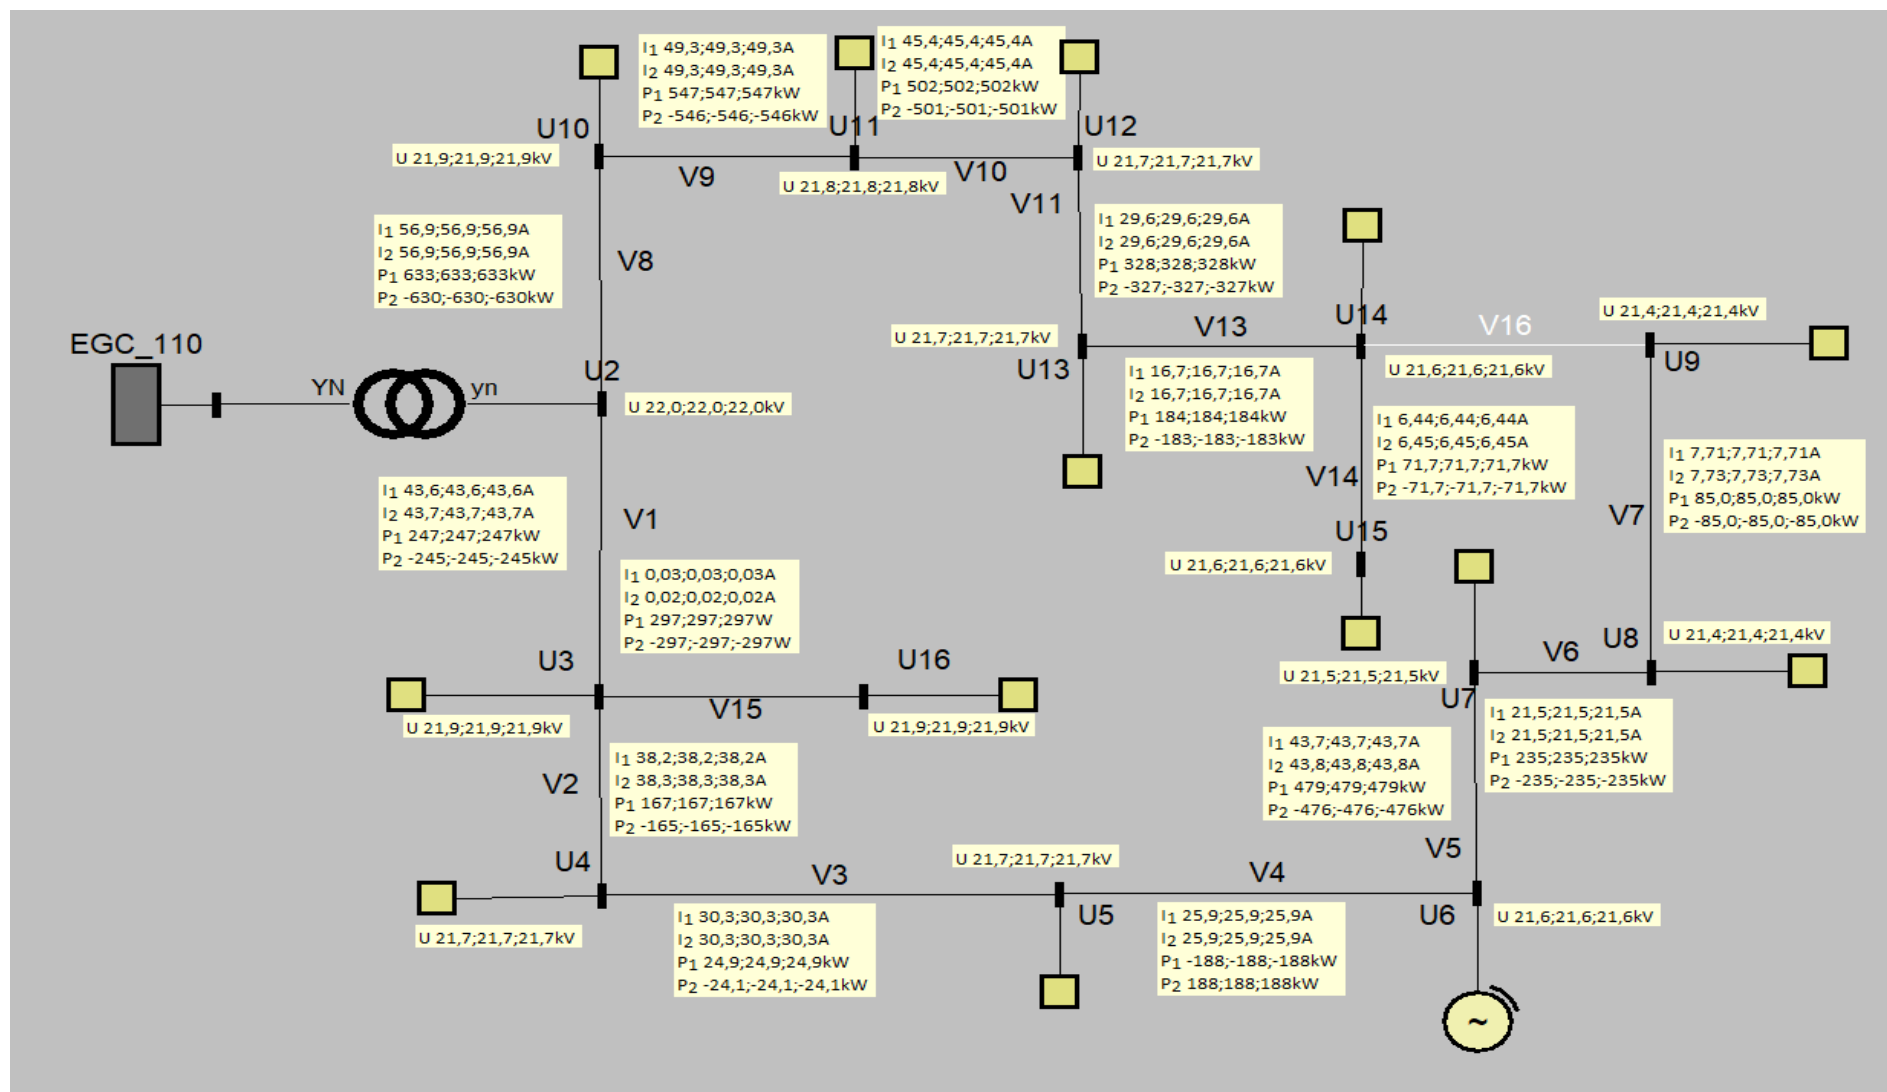 I1 49,3;49,3;49,3A
I2 49,3;49,3;49,3A
P1 547;547;547kW
P2 -546;-546;-546kW
I1 45,4;45,4;45,4A
I2 45,4;45,4;45,4A
P1 502;502;502kW
P2 -501;-501;-501kW
U10
U11
U12
U 21,9;21,9;21,9kV
V9
U 21,8;21,8;21,8kV
V10
U 21,7;21,7;21,7kV
V11
I1 56,9;56,9;56,9A
I2 56,9;56,9;56,9A
P1 633;633;633kW
P2 -630;-630;-630kW
V8
I1 29,6;29,6;29,6A
I2 29,6;29,6;29,6A
P1 328;328;328kW
P2 -327;-327;-327kW
EGC_110
YN
yn
U2
U 22,0;22,0;22,0kV
U 21,7;21,7;21,7kV
U13
V13
U14
V16
U 21,4;21,4;21,4kV
U9
I1 16,7;16,7;16,7A
I2 16,7;16,7;16,7A
P1 184;184;184kW
P2 -183;-183;-183kW
U 21,6;21,6;21,6kV
I1 6,44;6,44;6,44A
I2 6,45;6,45;6,45A
P1 71,7;71,7;71,7kW
P2 -71,7;-71,7;-71,7kW
V14
I1 7,71;7,71;7,71A
I2 7,73;7,73;7,73A
P1 85,0;85,0;85,0kW
P2 -85,0;-85,0;-85,0kW
V7
I1 43,6;43,6;43,6A
I2 43,7;43,7;43,7A
P1 247;247;247kW
P2 -245;-245;-245kW
V1
U15
U 21,6;21,6;21,6kV
I1 0,03;0,03;0,03A
I2 0,02;0,02;0,02A
P1 297;297;297W
P2 -297;-297;-297W
U3
U16
V15
U 21,9;21,9;21,9kV
U 21,9;21,9;21,9kV
U 21,5;21,5;21,5kV
U7
V6
U8
U 21,4;21,4;21,4kV
I1 38,2;38,2;38,2A
I2 38,3;38,3;38,3A
P1 167;167;167kW
P2 -165;-165;-165kW
V2
I1 43,7;43,7;43,7A
I2 43,8;43,8;43,8A
P1 479;479;479kW
P2 -476;-476;-476kW
I1 21,5;21,5;21,5A
I2 21,5;21,5;21,5A
P1 235;235;235kW
P2 -235;-235;-235kW
V5
U4
V3
U 21,7;21,7;21,7kV
V4
U 21,7;21,7;21,7kV
I1 30,3;30,3;30,3A
I2 30,3;30,3;30,3A
P1 24,9;24,9;24,9kW
P2 -24,1;-24,1;-24,1kW
U5
I1 25,9;25,9;25,9A
I2 25,9;25,9;25,9A
P1 -188;-188;-188kW
P2 188;188;188kW
U6
U 21,6;21,6;21,6kV
~